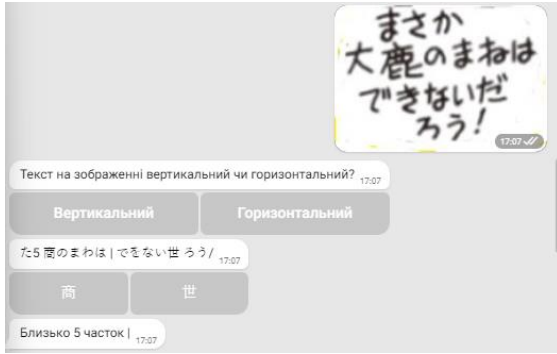 まさか
大鹿のまねは
できないだ
ろう!
17:07
Текст на зображенні вертикальний чи горизонтальний? 17:07
Вертикальний Горизонтальний
た5 商のまわは | でをない世 ろう/ 17:07
商 世
Близько 5 часток | 17:07